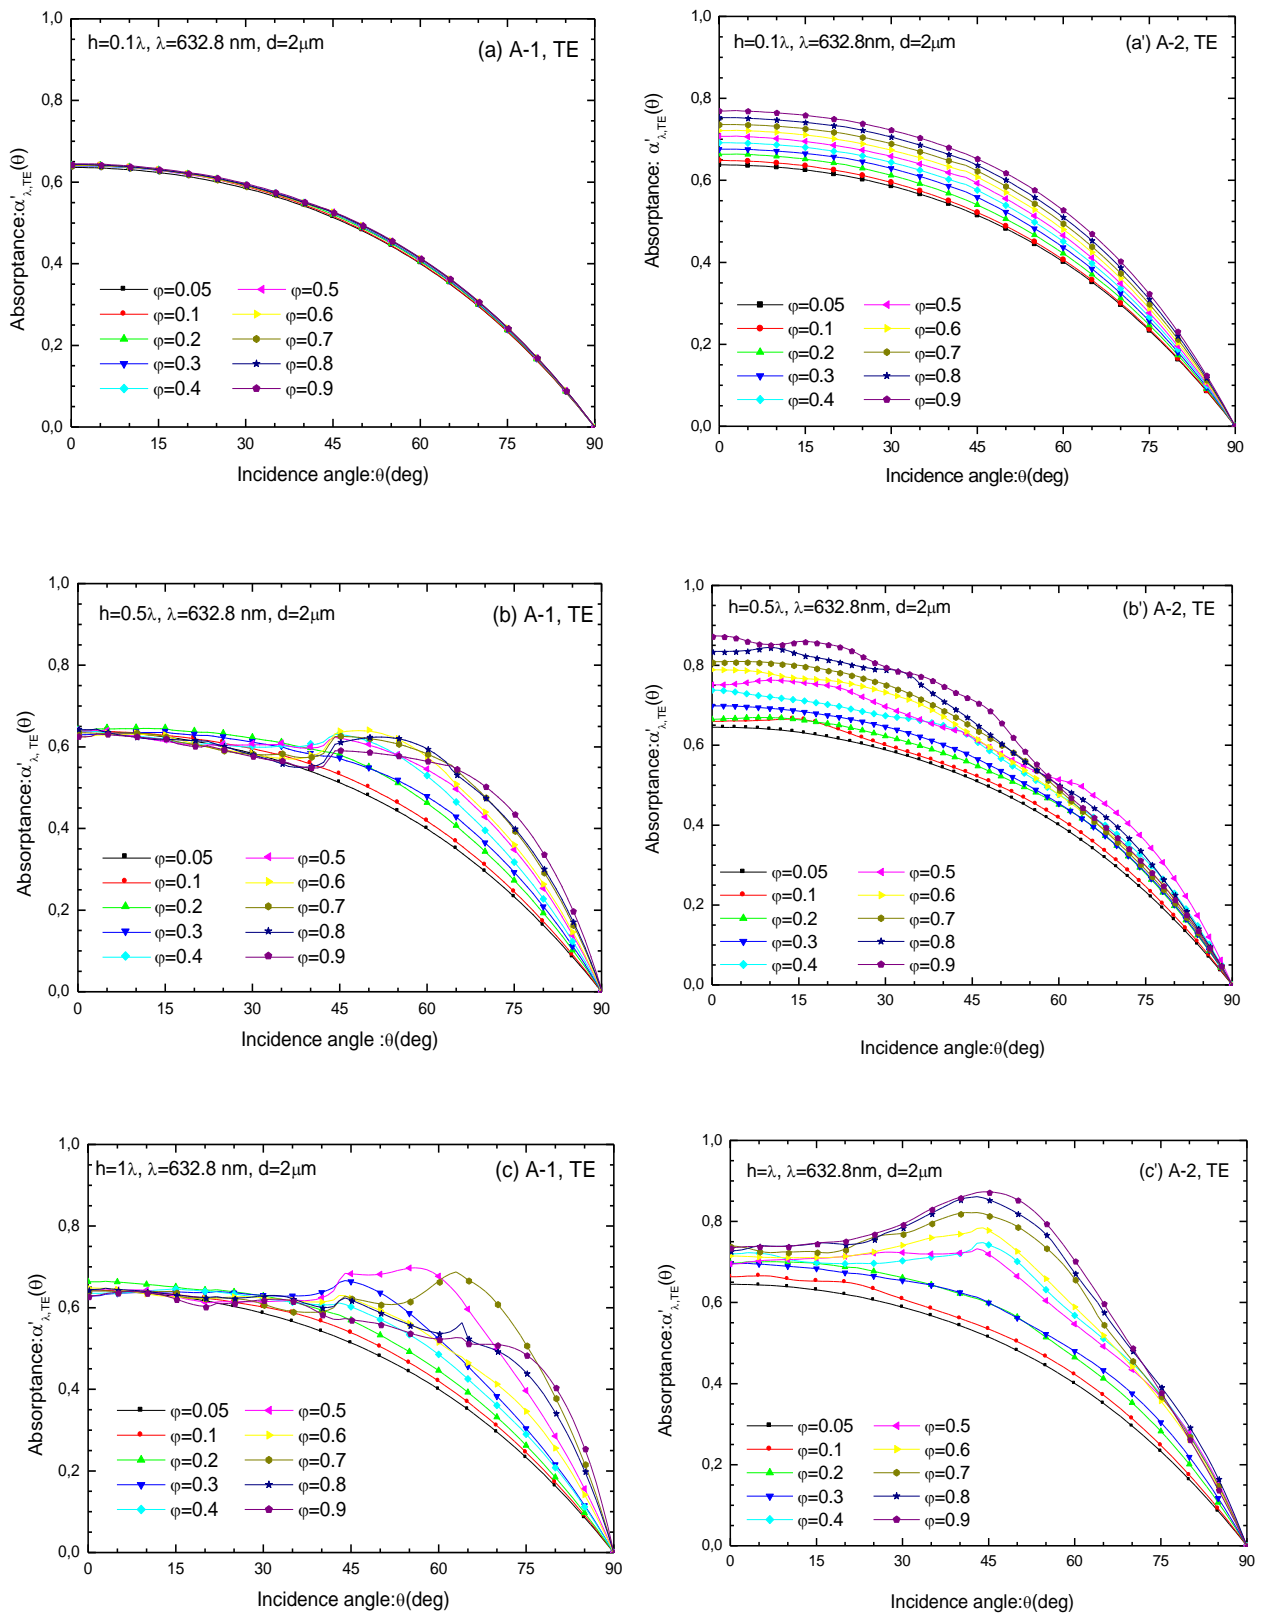 h=0.1λ, λ=632.8 nm, d=2μm
(a) A-1, TE
Absorptance:α'λ,TE(θ)
1,0
0,8
0,6
0,4
0,2
0,0
φ=0.05
φ=0.1
φ=0.2
φ=0.3
φ=0.4
φ=0.5
φ=0.6
φ=0.7
φ=0.8
φ=0.9
0 15 30 45 60 75 90
Incidence angle:θ(deg)
h=0.1λ, λ=632.8nm, d=2μm
(a') A-2, TE
Absorptance: α'λ,TE(θ)
1,0
0,8
0,6
0,4
0,2
0,0
φ=0.05
φ=0.1
φ=0.2
φ=0.3
φ=0.4
φ=0.5
φ=0.6
φ=0.7
φ=0.8
φ=0.9
0 15 30 45 60 75 90
Incidence angle:θ(deg)
h=0.5λ, λ=632.8 nm, d=2μm
(b) A-1, TE
Absorptance:α'λ,TE(θ)
1,0
0,8
0,6
0,4
0,2
0,0
φ=0.05
φ=0.1
φ=0.2
φ=0.3
φ=0.4
φ=0.5
φ=0.6
φ=0.7
φ=0.8
φ=0.9
0 15 30 45 60 75 90
Incidence angle :θ(deg)
h=0.5λ, λ=632.8nm, d=2μm
(b') A-2, TE
Absorptance:α'λ,TE(θ)
1,0
0,8
0,6
0,4
0,2
0,0
φ=0.05
φ=0.1
φ=0.2
φ=0.3
φ=0.4
φ=0.5
φ=0.6
φ=0.7
φ=0.8
φ=0.9
0 15 30 45 60 75 90
Incidence angle:θ(deg)
h=1λ, λ=632.8 nm, d=2μm
(c) A-1, TE
Absorptance:α'λ,TE(θ)
1,0
0,8
0,6
0,4
0,2
0,0
φ=0.05
φ=0.1
φ=0.2
φ=0.3
φ=0.4
φ=0.5
φ=0.6
φ=0.7
φ=0.8
φ=0.9
0 15 30 45 60 75 90
Incidence angle:θ(deg)
h=λ, λ=632.8nm, d=2μm
(c') A-2, TE
Absorptance:α'λ,TE(θ)
1,0
0,8
0,6
0,4
0,2
0,0
φ=0.05
φ=0.1
φ=0.2
φ=0.3
φ=0.4
φ=0.5
φ=0.6
φ=0.7
φ=0.8
φ=0.9
0 15 30 45 60 75 90
Incidence angle:θ(deg)